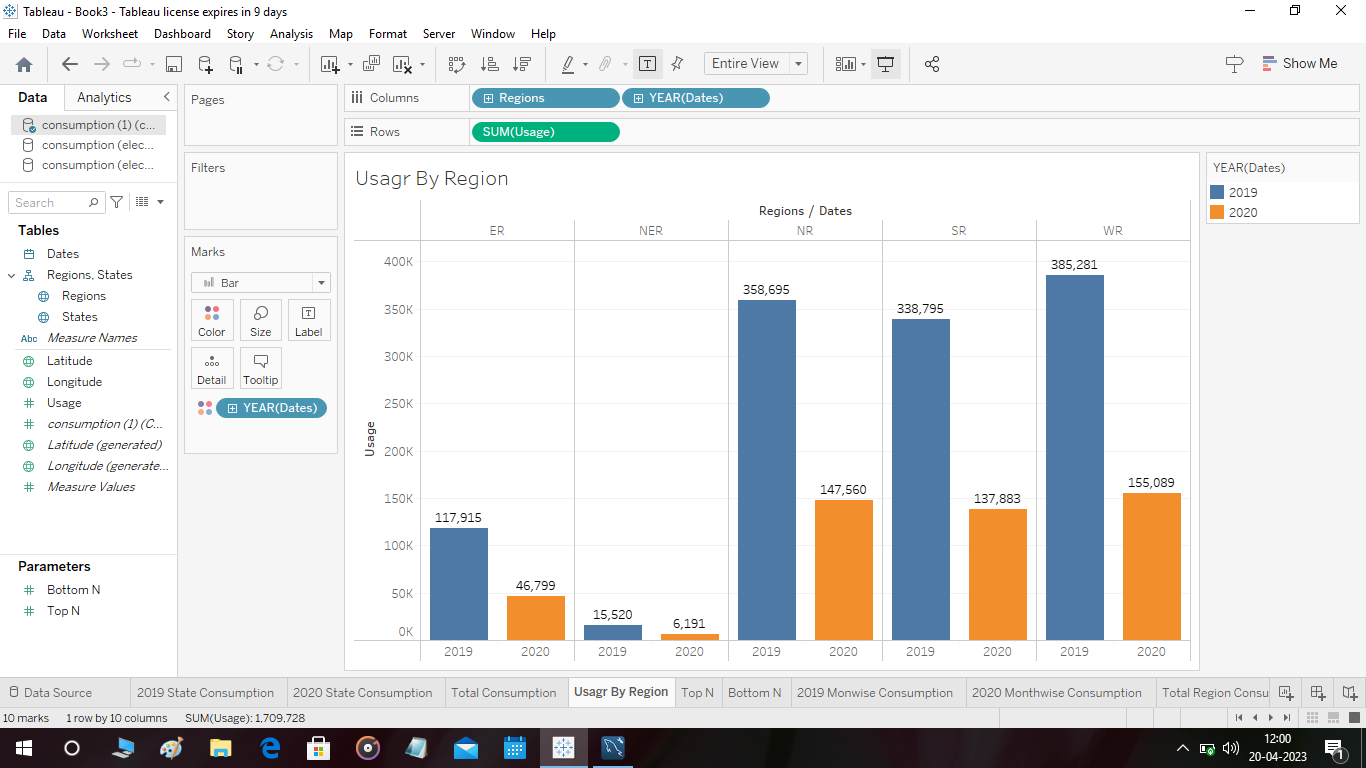 Tableau - Book3 - Tableau license expires in 9 days
File Data Worksheet Dashboard Story Analysis Map Format Server Window Help
Entire View
Show Me
Data Analytics
consumption (1) (c...
consumption (elec...
consumption (elec...
Search
Tables
Dates
Regions, States
Regions
States
Abc Measure Names
Latitude
Longitude
Usage
consumption (1) (C...
Latitude (generated)
Longitude (generate...
Measure Values
Parameters
Bottom N
Top N
Pages
Filters
Marks
Bar
Color Size Label
Detail Tooltip
YEAR(Dates)
Columns Regions YEAR(Dates)
Rows SUM(Usage)
Usagr By Region
Regions / Dates
ER NER NR SR WR
Usage
400K
350K
300K
250K
200K
150K
100K
50K
0K
117,915
46,799
15,520
6,191
358,695
147,560
338,795
137,883
385,281
155,089
2019 2020 2019 2020 2019 2020 2019 2020 2019 2020
YEAR(Dates)
2019
2020
Data Source 2019 State Consumption 2020 State Consumption Total Consumption Usagr By Region Top N Bottom N 2019 Monwise Consumption 2020 Monthwise Consumption Total Region Consu
10 marks 1 row by 10 columns SUM(Usage): 1,709,728
12:00
20-04-2023
1